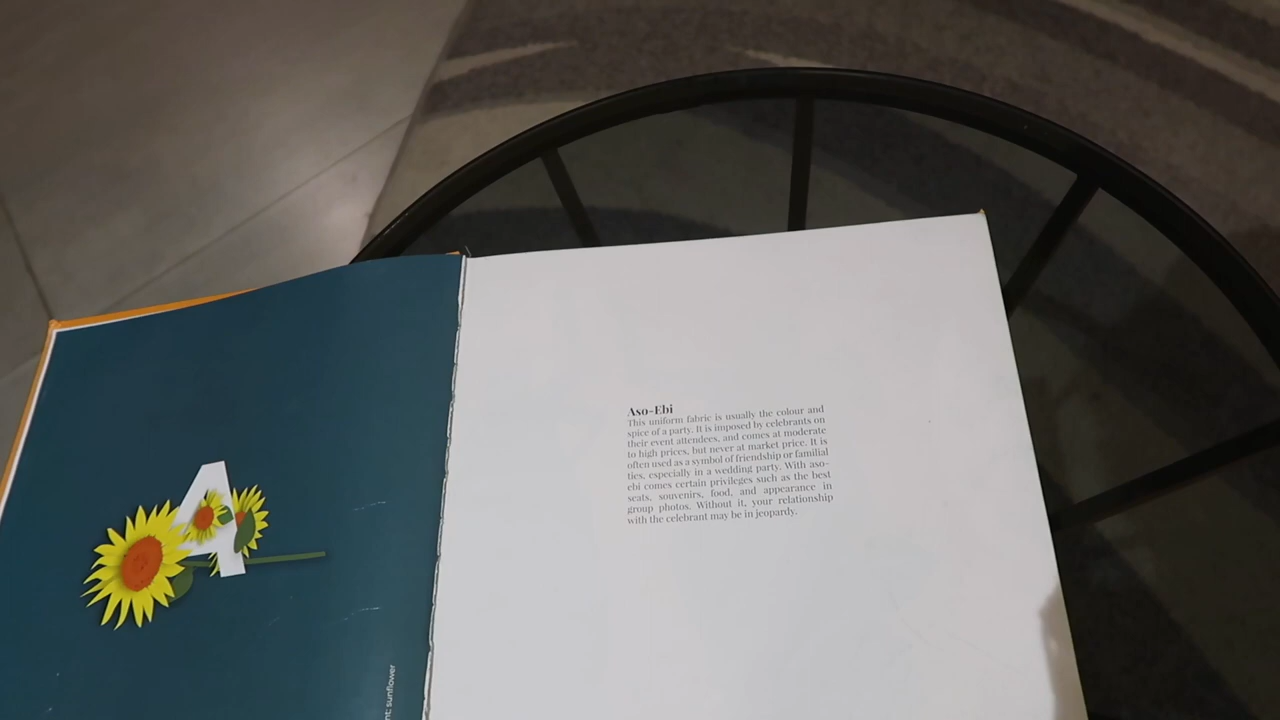 A
nt: sunflower
Aso-Ebi
This uniform fabric is usually the colour and
spice of a party. It is imposed by celebrants on
their event attendees, and comes at moderate
to high prices, but never at market price. It is
often used as a symbol of friendship or familial
ties, especially in a wedding party. With aso-
ebi comes certain privileges such as the best
seats, souvenirs, food, and appearance in
group photos. Without it, your relationship
with the celebrant may be in jeopardy.